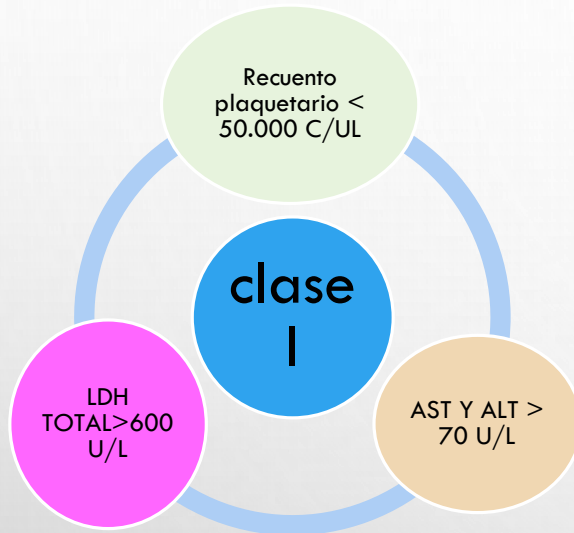 Recuento
plaquetario <
50.000 C/UL
clase
I
LDH
TOTAL>600
U/L
AST Y ALT >
70 U/L